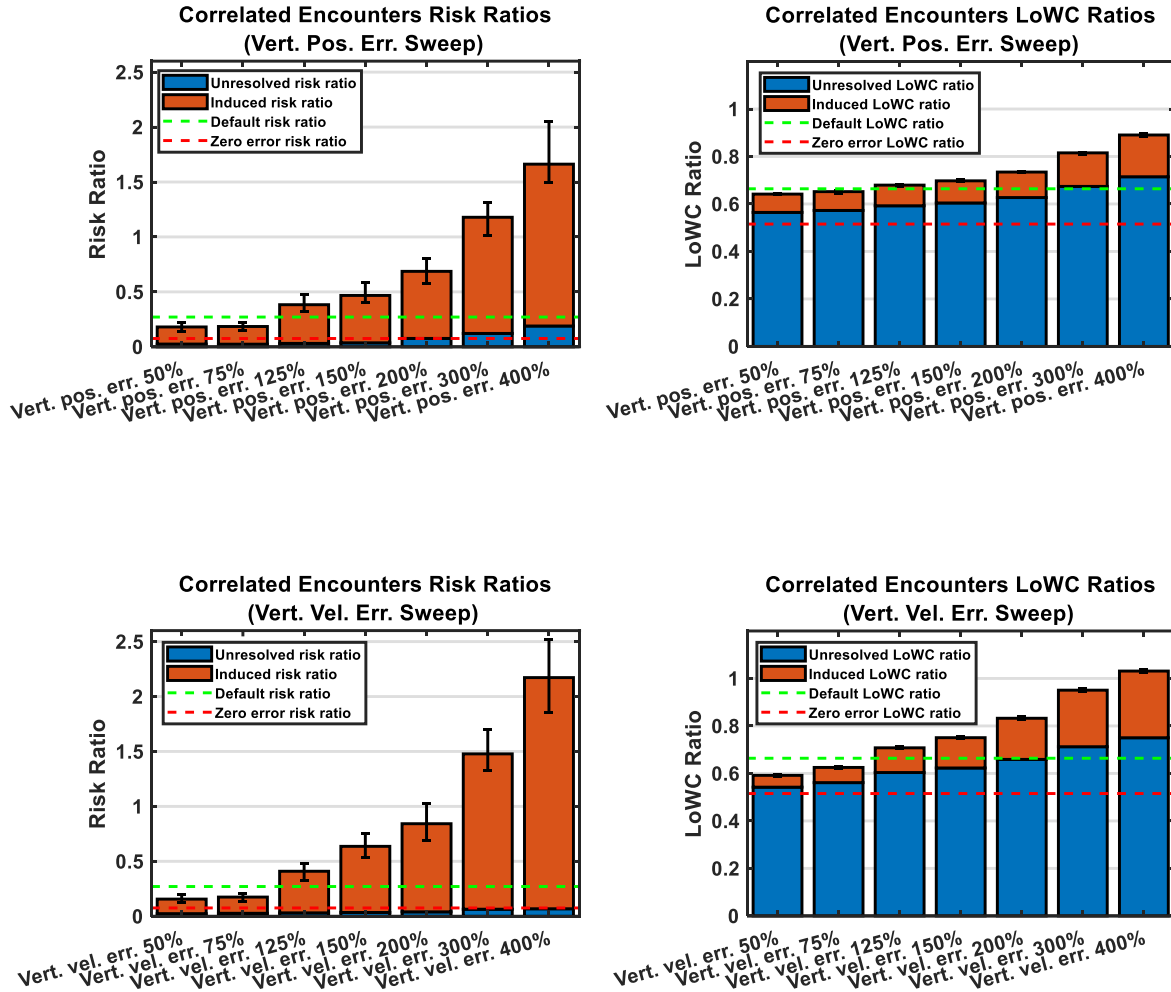 Correlated Encounters Risk Ratios
(Vert. Pos. Err. Sweep)
2.5
2
1.5
1
0.5
0
Risk Ratio
Unresolved risk ratio
Induced risk ratio
Default risk ratio
Zero error risk ratio
Vert. pos. err. 50%
Vert. pos. err. 75%
Vert. pos. err. 125%
Vert. pos. err. 150%
Vert. pos. err. 200%
Vert. pos. err. 300%
Vert. pos. err. 400%
Correlated Encounters LoWC Ratios
(Vert. Pos. Err. Sweep)
1
0.8
0.6
0.4
0.2
0
LoWC Ratio
Unresolved LoWC ratio
Induced LoWC ratio
Default LoWC ratio
Zero error LoWC ratio
Vert. pos. err. 50%
Vert. pos. err. 75%
Vert. pos. err. 125%
Vert. pos. err. 150%
Vert. pos. err. 200%
Vert. pos. err. 300%
Vert. pos. err. 400%
Correlated Encounters Risk Ratios
(Vert. Vel. Err. Sweep)
2.5
2
1.5
1
0.5
0
Risk Ratio
Unresolved risk ratio
Induced risk ratio
Default risk ratio
Zero error risk ratio
Vert. vel. err. 50%
Vert. vel. err. 75%
Vert. vel. err. 125%
Vert. vel. err. 150%
Vert. vel. err. 200%
Vert. vel. err. 300%
Vert. vel. err. 400%
Correlated Encounters LoWC Ratios
(Vert. Vel. Err. Sweep)
1
0.8
0.6
0.4
0.2
0
LoWC Ratio
Unresolved LoWC ratio
Induced LoWC ratio
Default LoWC ratio
Zero error LoWC ratio
Vert. vel. err. 50%
Vert. vel. err. 75%
Vert. vel. err. 125%
Vert. vel. err. 150%
Vert. vel. err. 200%
Vert. vel. err. 300%
Vert. vel. err. 400%